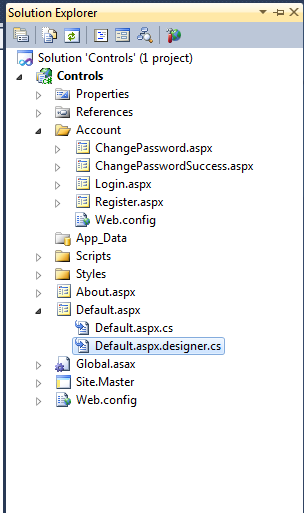 Solution Explorer
Solution 'Controls' (1 project)
Controls
Properties
References
Account
ChangePassword.aspx
ChangePasswordSuccess.aspx
Login.aspx
Register.aspx
Web.config
App_Data
Scripts
Styles
About.aspx
Default.aspx
Default.aspx.cs
Default.aspx.designer.cs
Global.asax
Site.Master
Web.config